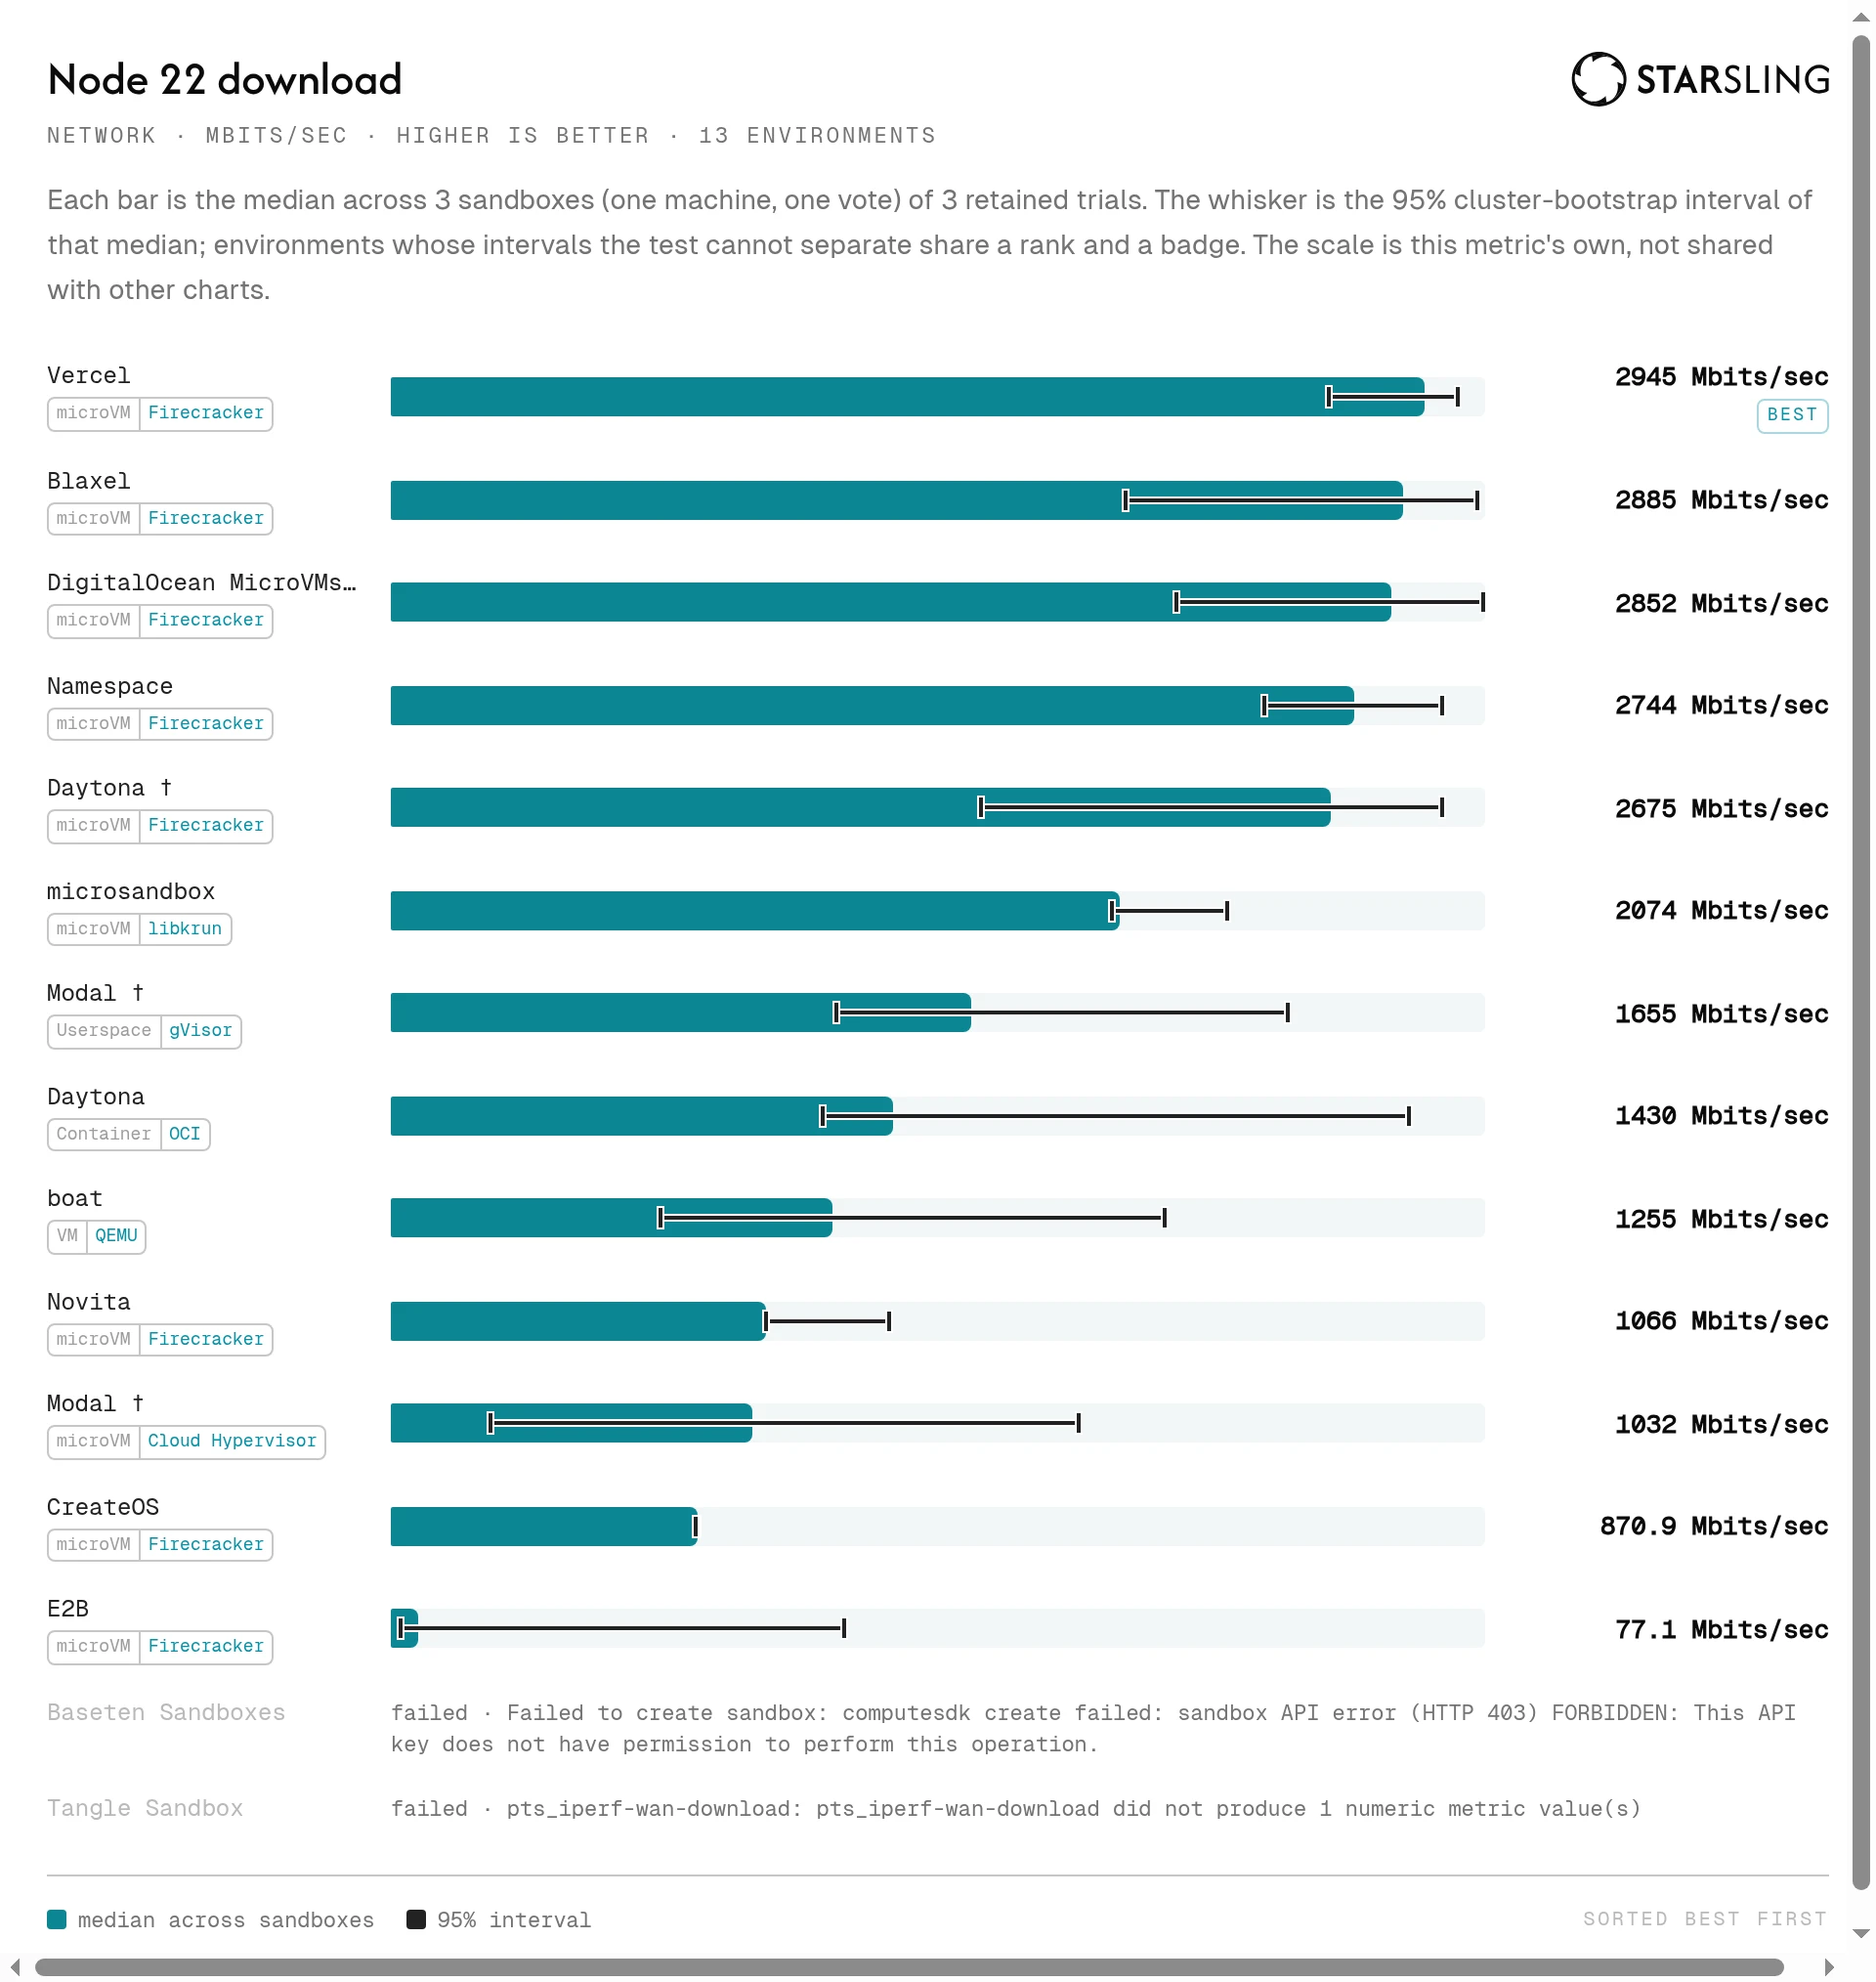 Node 22 download
STARSLING
NETWORK · MBITS/SEC · HIGHER IS BETTER · 13 ENVIRONMENTS
Each bar is the median across 3 sandboxes (one machine, one vote) of 3 retained trials. The whisker is the 95% cluster-bootstrap interval of
that median; environments whose intervals the test cannot separate share a rank and a badge. The scale is this metric's own, not shared
with other charts.
Vercel
microVM Firecracker
2945 Mbits/sec
BEST
Blaxel
microVM Firecracker
2885 Mbits/sec
DigitalOcean MicroVMs…
microVM Firecracker
2852 Mbits/sec
Namespace
microVM Firecracker
2744 Mbits/sec
Daytona †
microVM Firecracker
2675 Mbits/sec
microsandbox
microVM libkrun
2074 Mbits/sec
Modal †
Userspace gVisor
1655 Mbits/sec
Daytona
Container OCI
1430 Mbits/sec
boat
VM QEMU
1255 Mbits/sec
Novita
microVM Firecracker
1066 Mbits/sec
Modal †
microVM Cloud Hypervisor
1032 Mbits/sec
CreateOS
microVM Firecracker
870.9 Mbits/sec
E2B
microVM Firecracker
77.1 Mbits/sec
Baseten Sandboxes
failed · Failed to create sandbox: computesdk create failed: sandbox API error (HTTP 403) FORBIDDEN: This API
key does not have permission to perform this operation.
Tangle Sandbox
failed · pts_iperf-wan-download: pts_iperf-wan-download did not produce 1 numeric metric value(s)
median across sandboxes
95% interval
SORTED BEST FIRST